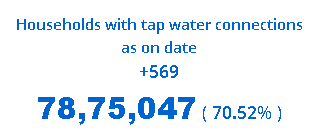 Households with tap water connections
as on date
+569
78,75,047 ( 70.52% )